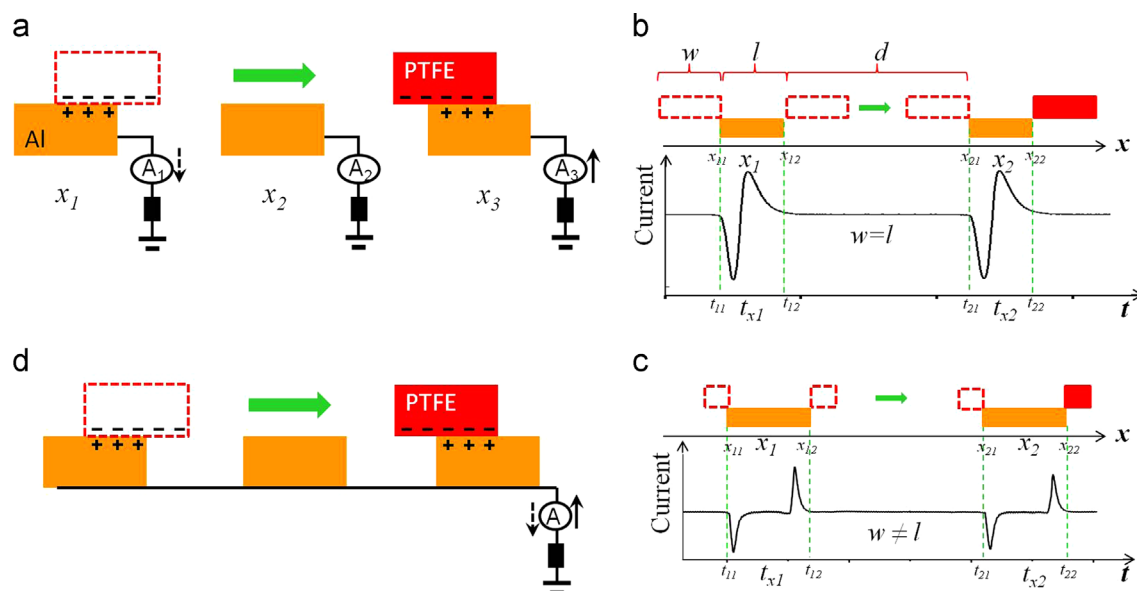 a
PTFE
− − − − −
− − − − −
+ + +
+ + +
Al
A1
A2
A3
x1
x2
x3
b
w
l
d
x11
x1
x12
x21
x2
x22
x
Current
w=l
t11
tx1
t12
t21
tx2
t22
t
d
PTFE
− − − − −
− − − − −
+ + +
+ + +
A
c
x11
x1
x12
x21
x2
x22
x
Current
w ≠ l
t11
tx1
t12
t21
tx2
t22
t